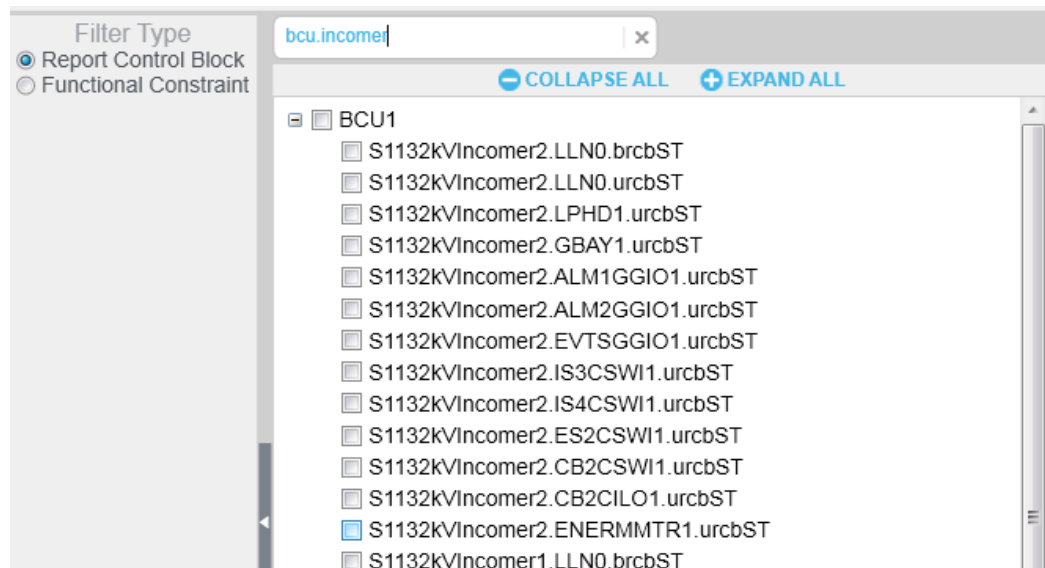 Filter Type
Report Control Block
Functional Constraint
bcu.incomer
COLLAPSE ALL EXPAND ALL
BCU1
S1132kVIncomer2.LLN0.brcbST
S1132kVIncomer2.LLN0.urcbST
S1132kVIncomer2.LPHD1.urcbST
S1132kVIncomer2.GBAY1.urcbST
S1132kVIncomer2.ALM1GGIO1.urcbST
S1132kVIncomer2.ALM2GGIO1.urcbST
S1132kVIncomer2.EVTSGGIO1.urcbST
S1132kVIncomer2.IS3CSWI1.urcbST
S1132kVIncomer2.IS4CSWI1.urcbST
S1132kVIncomer2.ES2CSWI1.urcbST
S1132kVIncomer2.CB2CSWI1.urcbST
S1132kVIncomer2.CB2CILO1.urcbST
S1132kVIncomer2.ENERMMTR1.urcbST
S1132kVIncomer1.LLN0.brcbST